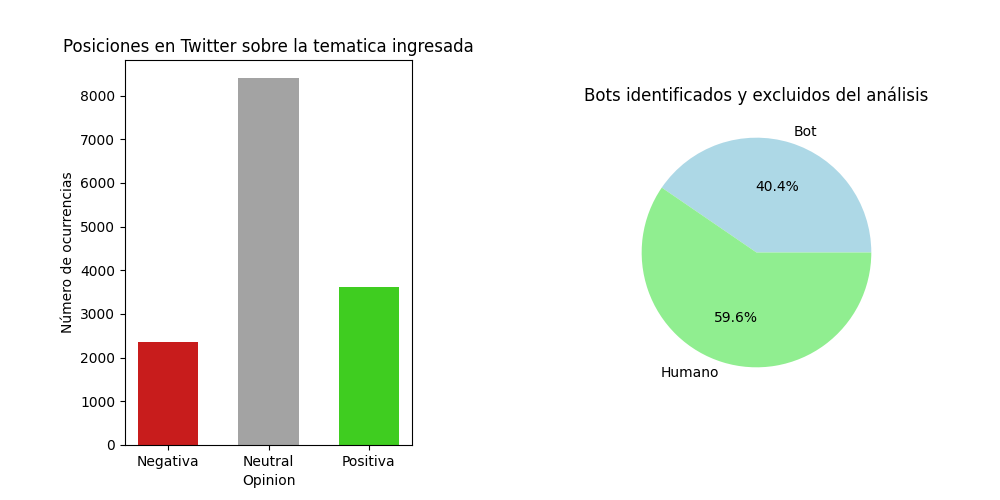 Posiciones en Twitter sobre la tematica ingresada
Número de ocurrencias
8000
7000
6000
5000
4000
3000
2000
1000
0
Negativa
Neutral
Positiva
Opinion
Bots identificados y excluidos del análisis
Bot
40.4%
59.6%
Humano